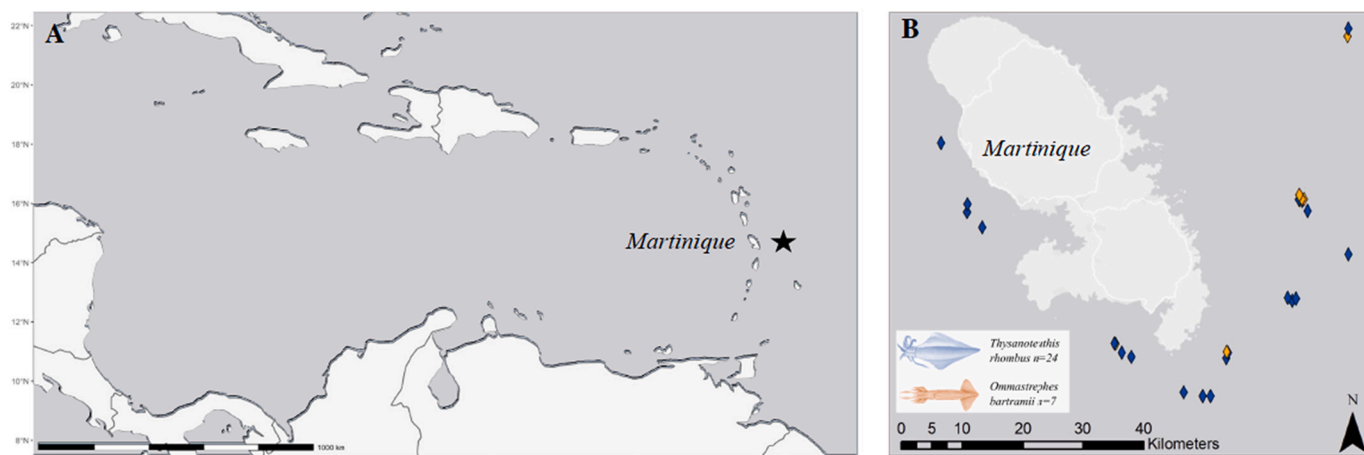 A
22°N
20°N
18°N
16°N
14°N
12°N
10°N
8°N
Martinique
1000 km
B
Martinique
Thysanoteuthis
rhombus n=24
Ommastrephes
bartramii n=7
0 5 10 20 30 40
Kilometers
N